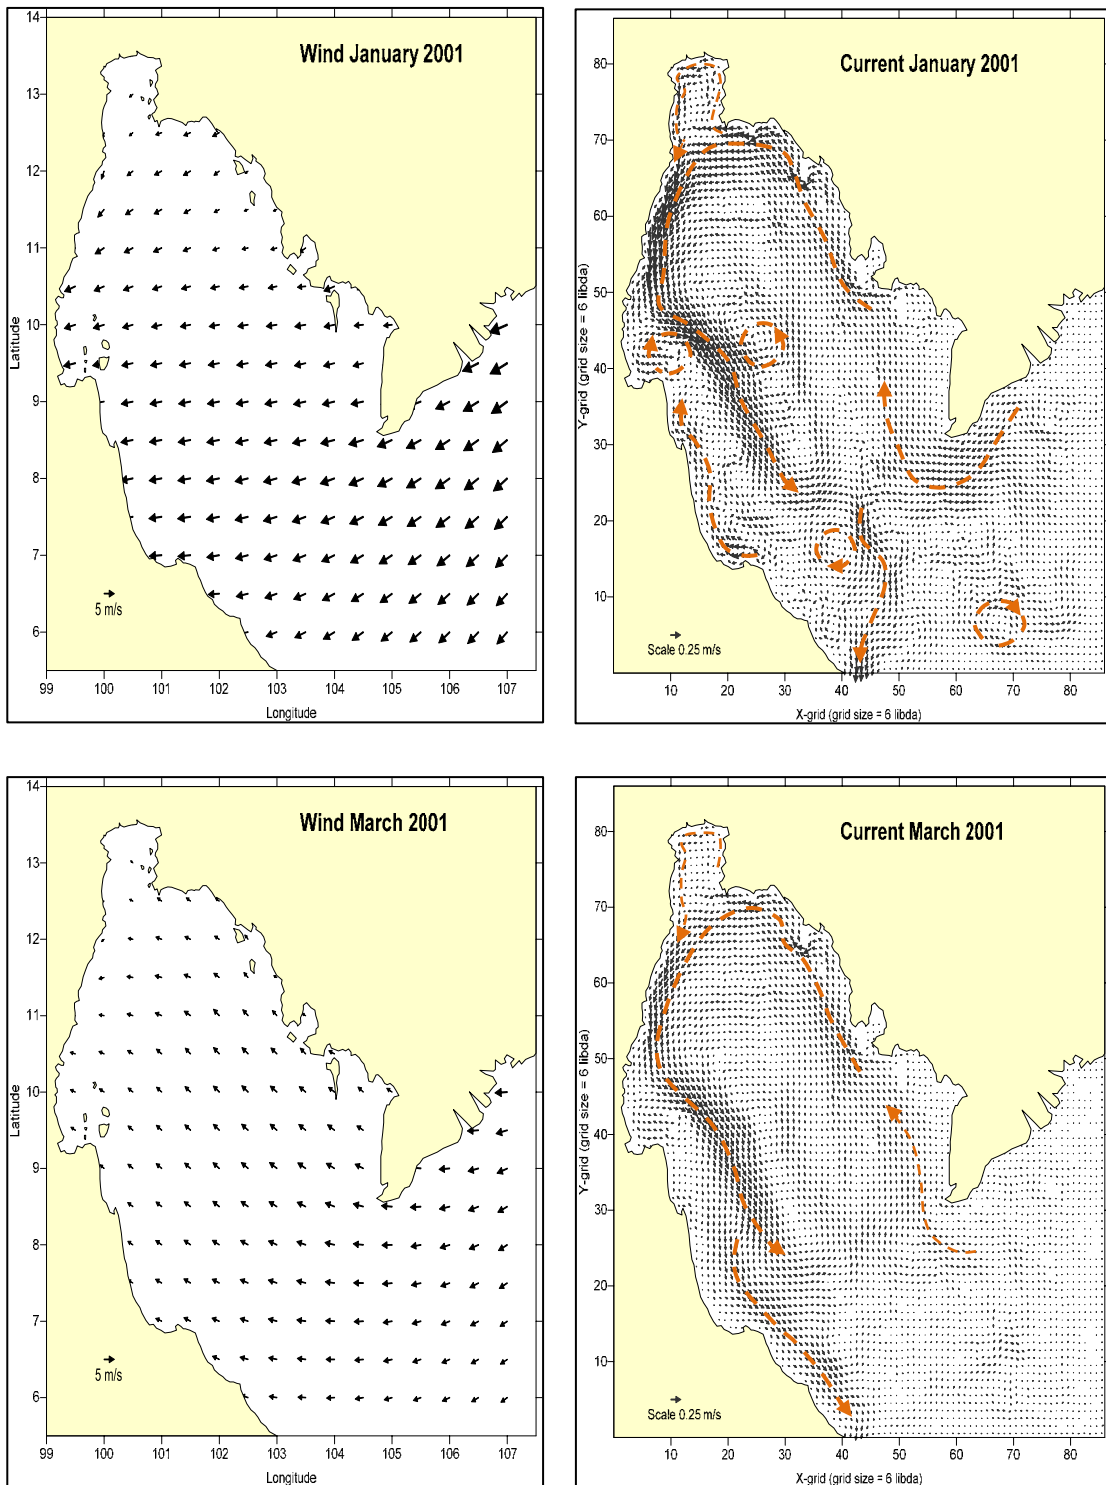 Wind January 2001
14
13
12
11
10
9
8
7
6
Latitude
5 m/s
99 100 101 102 103 104 105 106 107
Longitude
Current January 2001
80
70
60
50
40
30
20
10
Y-grid (grid size = 6 libda)
Scale 0.25 m/s
10 20 30 40 50 60 70 80
X-grid (grid size = 6 libda)
Wind March 2001
14
13
12
11
10
9
8
7
6
Latitude
5 m/s
99 100 101 102 103 104 105 106 107
Longitude
Current March 2001
80
70
60
50
40
30
20
10
Y-grid (grid size = 6 libda)
Scale 0.25 m/s
10 20 30 40 50 60 70 80
X-grid (grid size = 6 libda)